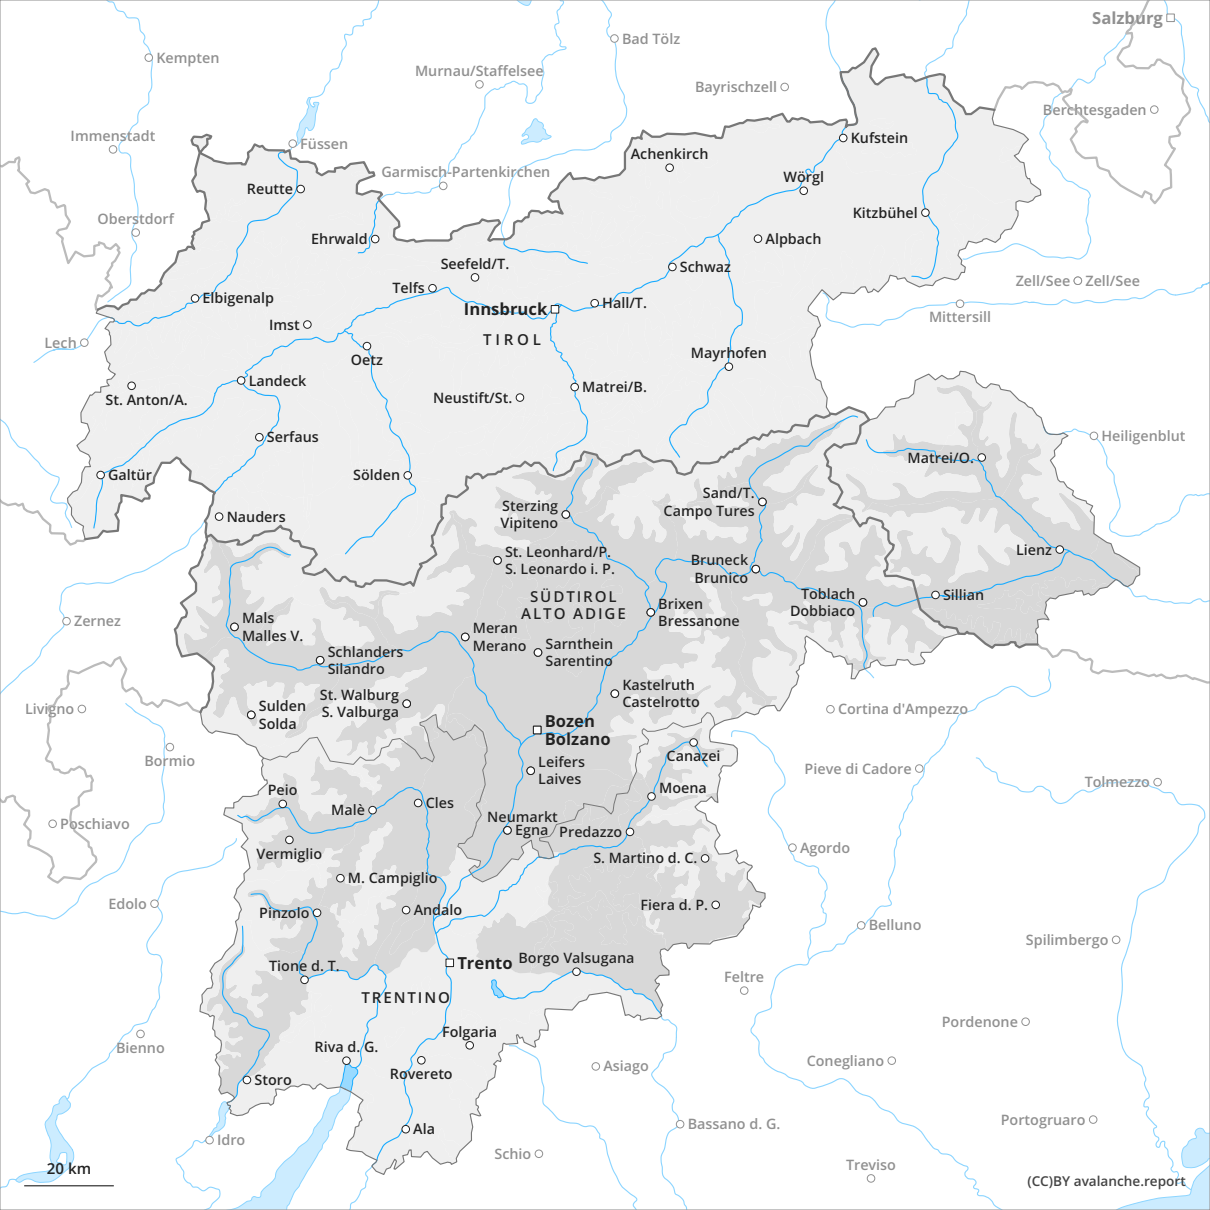 Salzburg
Kempten
Bad Tölz
Murnau/Staffelsee
Bayrischzell
Berchtesgaden
Immenstadt
Füssen
Kufstein
Achenkirch
Garmisch-Partenkirchen
Wörgl
Reutte
Oberstdorf
Kitzbühel
Ehrwald
Alpbach
Seefeld/T.
Schwaz
Zell/See
Zell/See
Telfs
Elbigenalp
Hall/T.
Innsbruck
Mittersill
Imst
TIROL
Lech
Oetz
Mayrhofen
Landeck
Matrei/B.
St. Anton/A.
Neustift/St.
Serfaus
Heiligenblut
Matrei/O.
Galtür
Sölden
Sand/T.
Campo Tures
Sterzing
Vipiteno
Nauders
St. Leonhard/P.
S. Leonardo i. P.
Lienz
Bruneck
Brunico
SÜDTIROL
ALTO ADIGE
Toblach
Dobbiaco
Sillian
Brixen
Bressanone
Zernez
Mals
Malles V.
Meran
Merano
Sarnthein
Sarentino
Schlanders
Silandro
Kastelruth
Castelrotto
St. Walburg
S. Valburga
Sulden
Solda
Livigno
Cortina d'Ampezzo
Bozen
Bolzano
Bormio
Canazei
Leifers
Laives
Pieve di Cadore
Tolmezzo
Peio
Moena
Malè
Cles
Neumarkt
Egna
Predazzo
Poschiavo
Vermiglio
Agordo
S. Martino d. C.
M. Campiglio
Edolo
Pinzolo
Andalo
Fiera d. P.
Belluno
Spilimbergo
Trento
Borgo Valsugana
Tione d. T.
Feltre
TRENTINO
Pordenone
Folgaria
Bienno
Riva d. G.
Conegliano
Asiago
Rovereto
Storo
Portogruaro
Bassano d. G.
Ala
Idro
Schio
Treviso
20 km
(CC)BY avalanche.report